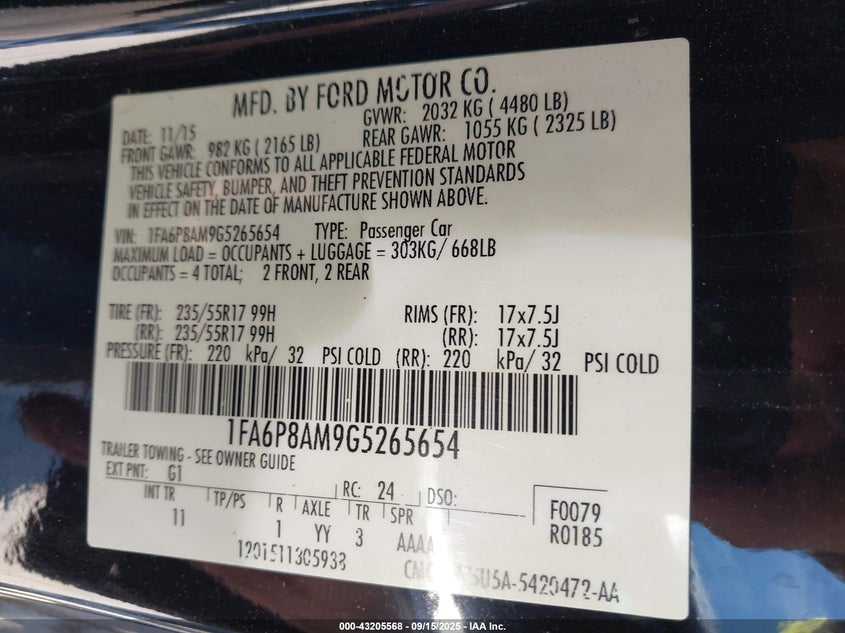 MFD. BY FORD MOTOR CO.
DATE: 11/15 GVWR: 2032 KG ( 4480 LB)
FRONT GAWR: 982 KG ( 2165 LB) REAR GAWR: 1055 KG ( 2325 LB)
THIS VEHICLE CONFORMS TO ALL APPLICABLE FEDERAL MOTOR
VEHICLE SAFETY, BUMPER, AND THEFT PREVENTION STANDARDS
IN EFFECT ON THE DATE OF MANUFACTURE SHOWN ABOVE.
VIN: 1FA6P8AM9G5265654 TYPE: Passenger Car
MAXIMUM LOAD = OCCUPANTS + LUGGAGE = 303KG/ 668LB
OCCUPANTS = 4 TOTAL; 2 FRONT, 2 REAR
TIRE (FR): 235/55R17 99H RIMS (FR): 17x7.5J
(RR): 235/55R17 99H (RR): 17x7.5J
PRESSURE (FR): 220 kPa/ 32 PSI COLD (RR): 220 kPa/ 32 PSI COLD
1FA6P8AM9G5265654
TRAILER TOWING - SEE OWNER GUIDE
EXT PNT: G1 RC: 24 DSO:
INT TR TP/PS R AXLE TR SPR F0079
11 1 YY 3 R0185
1201511305938
000-43205568 - 09/15/2025 - IAA Inc.